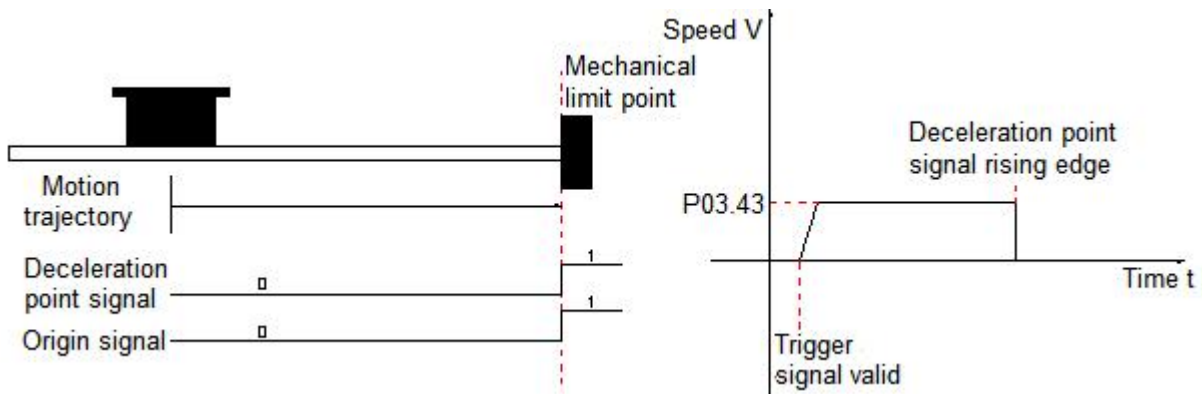 Mechanical
limit point
Motion
trajectory
Deceleration
point signal
0
1
Origin signal
0
1
Speed V
Deceleration point
signal rising edge
P03.43
Time t
Trigger
signal valid